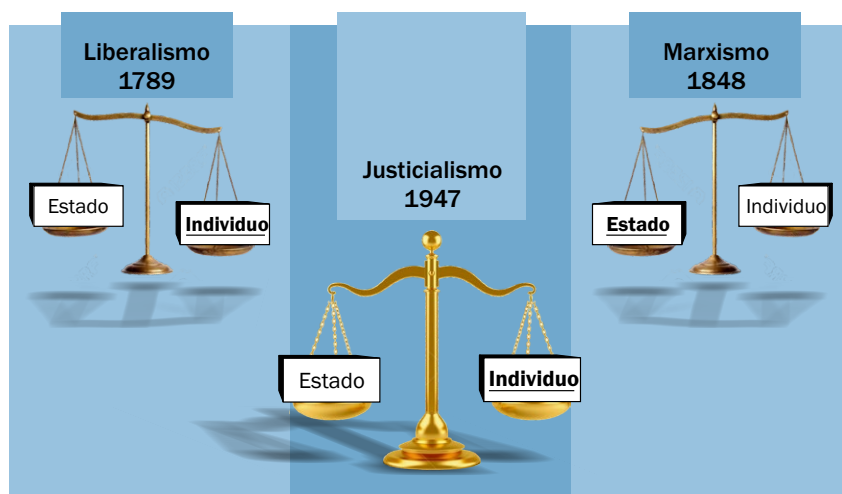 Liberalismo
1789
Estado
Individuo
Justicialismo
1947
Estado
Individuo
Marxismo
1848
Estado
Individuo